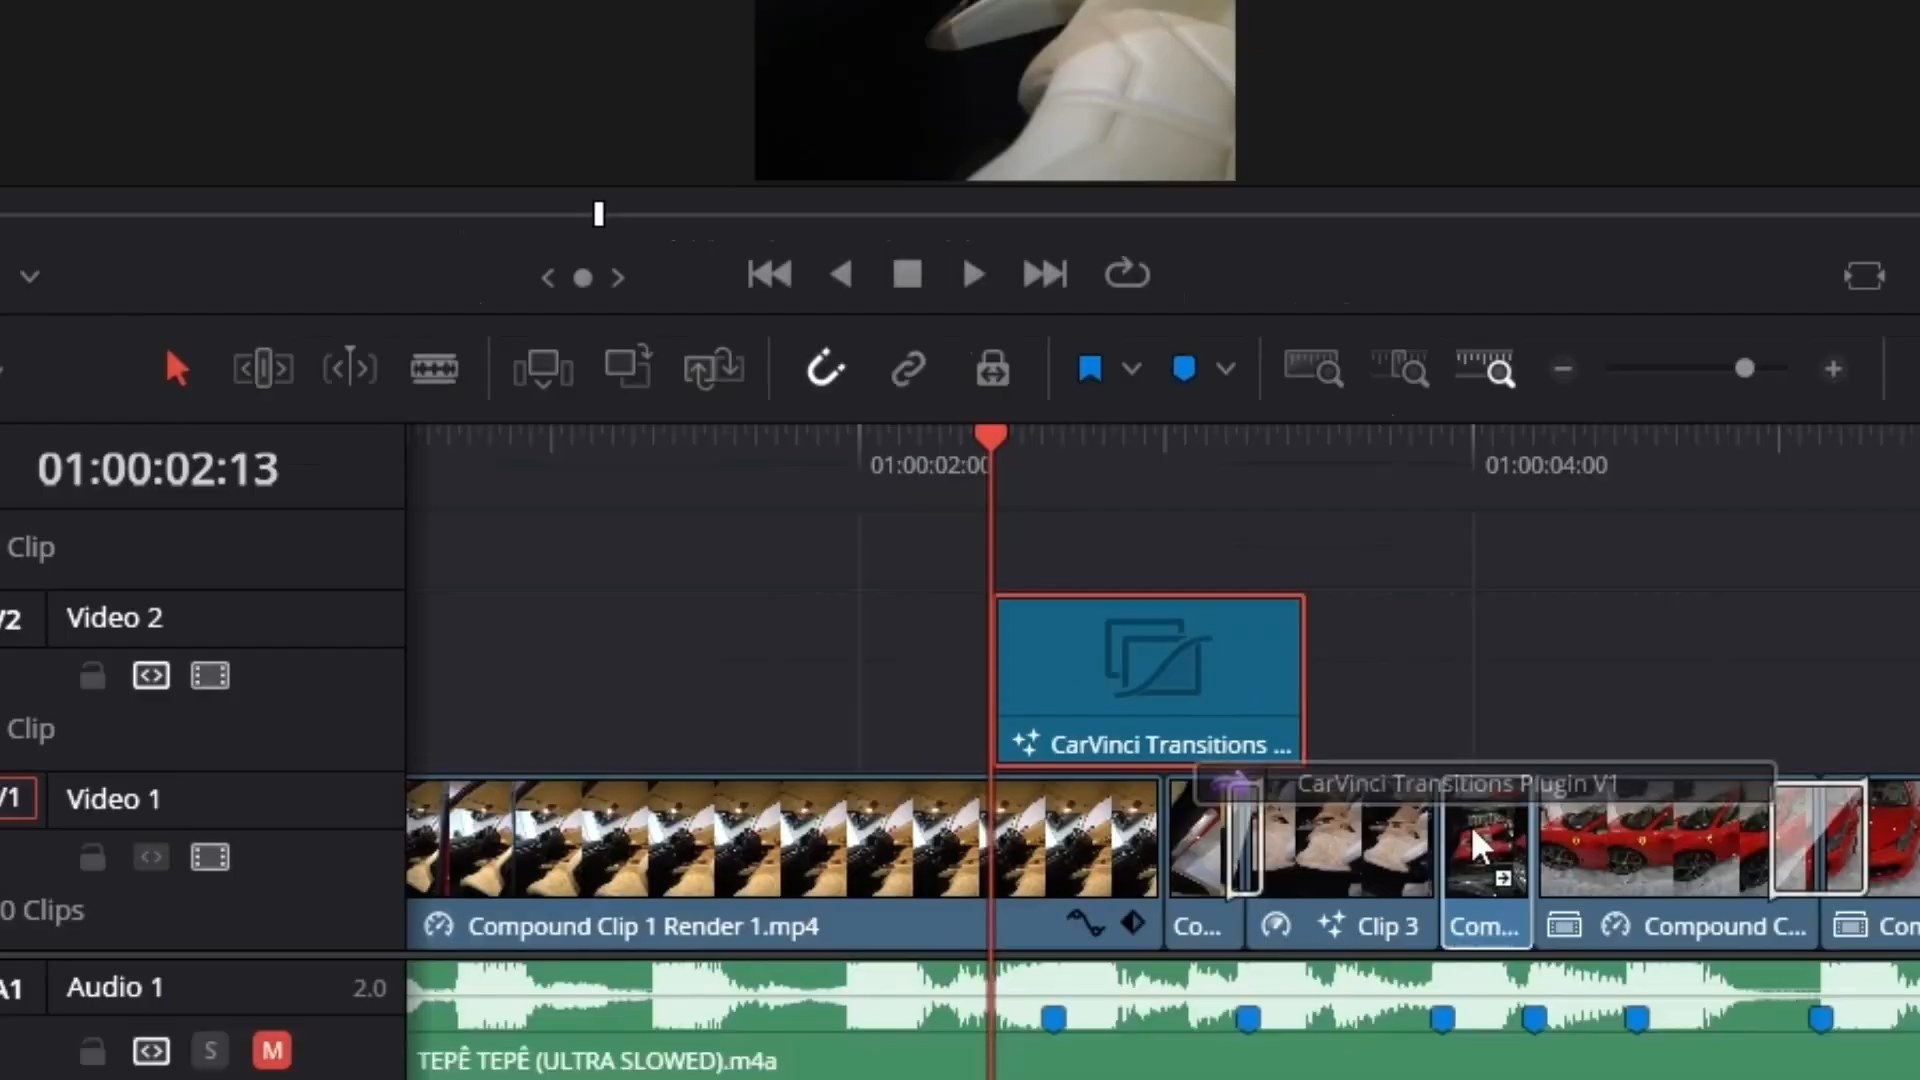 01:00:02:13
01:00:02:00
01:00:04:00
Clip
V2
Video 2
CarVinci Transitions ...
Clip
CarVinci Transitions Plugin V1
V1
Video 1
0 Clips
Compound Clip 1 Render 1.mp4
Co...
Clip 3
Com...
Compound C...
Con
A1
Audio 1
2.0
S
M
TEPÊ TEPÊ (ULTRA SLOWED).m4a